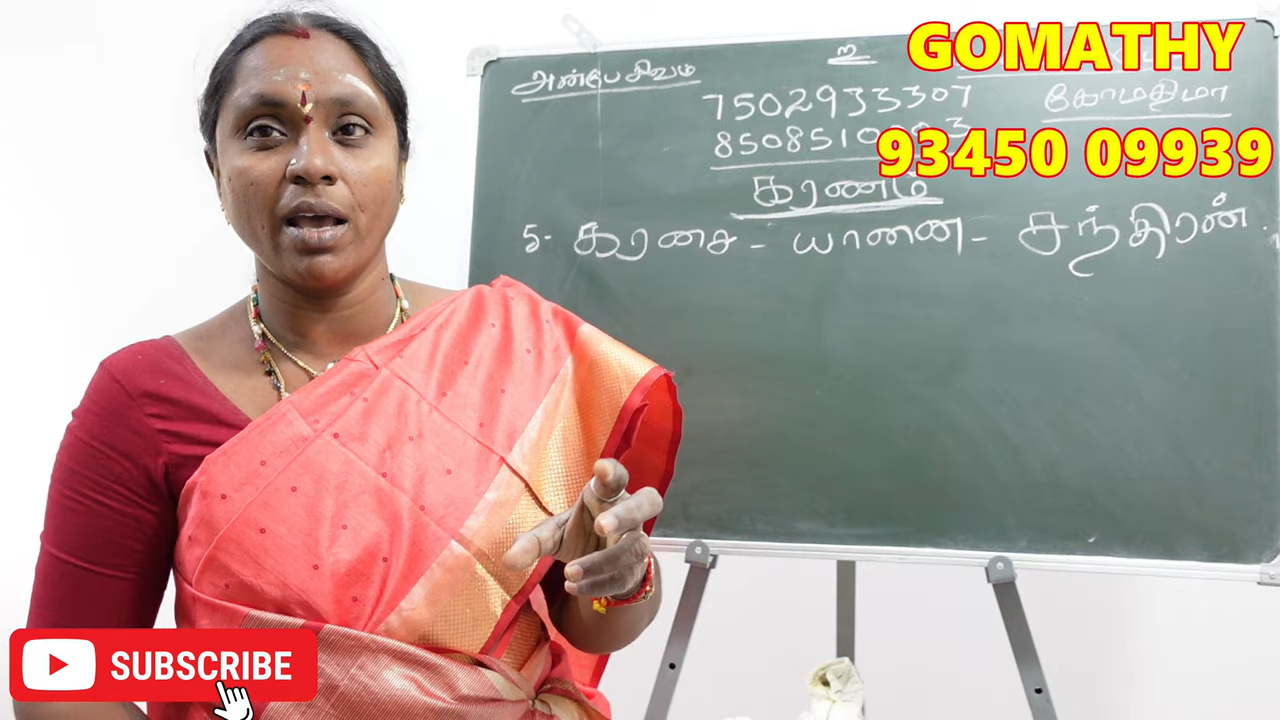 GOMATHY
93450 09939
உ
அன்பே சிவம்
7502933307
கோமதிமா
கரணம்
5- கரசை - யானை - சந்திரன்
SUBSCRIBE